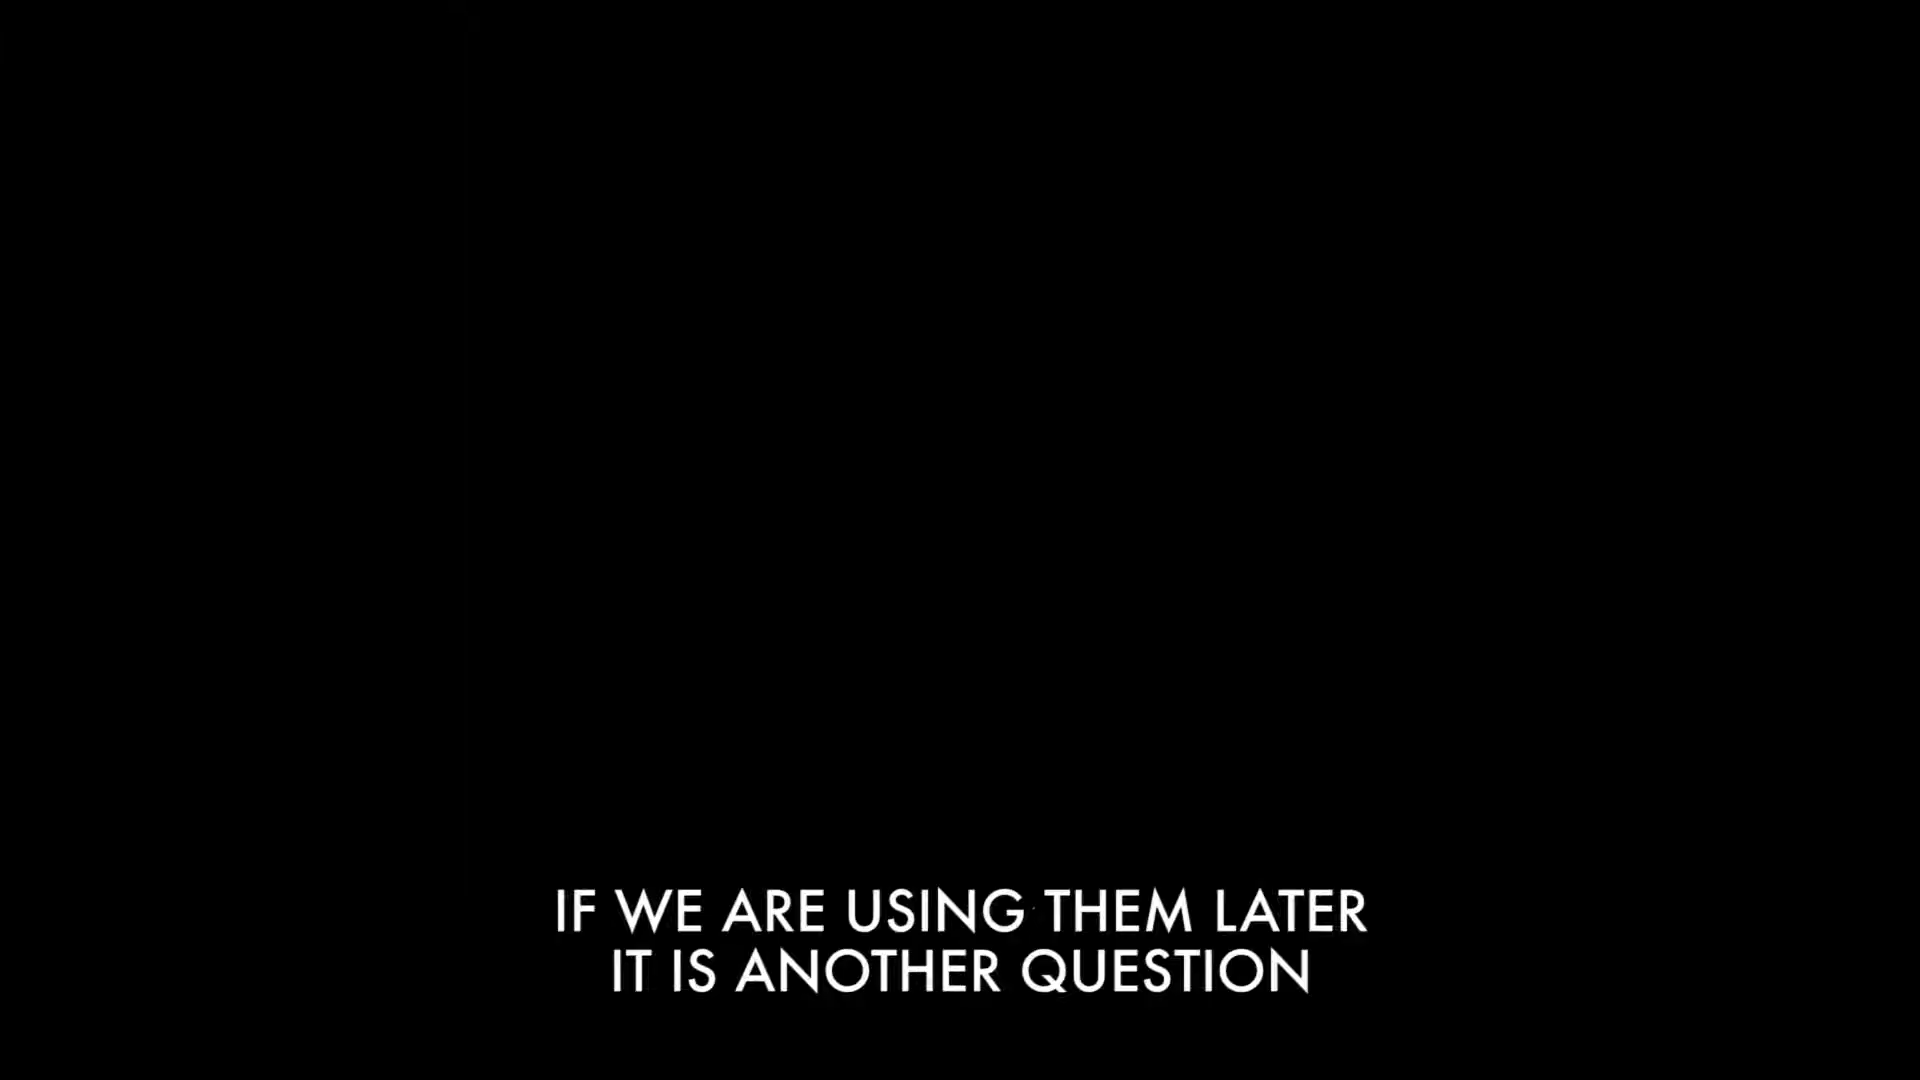 IF WE ARE USING THEM LATER
IT IS ANOTHER QUESTION